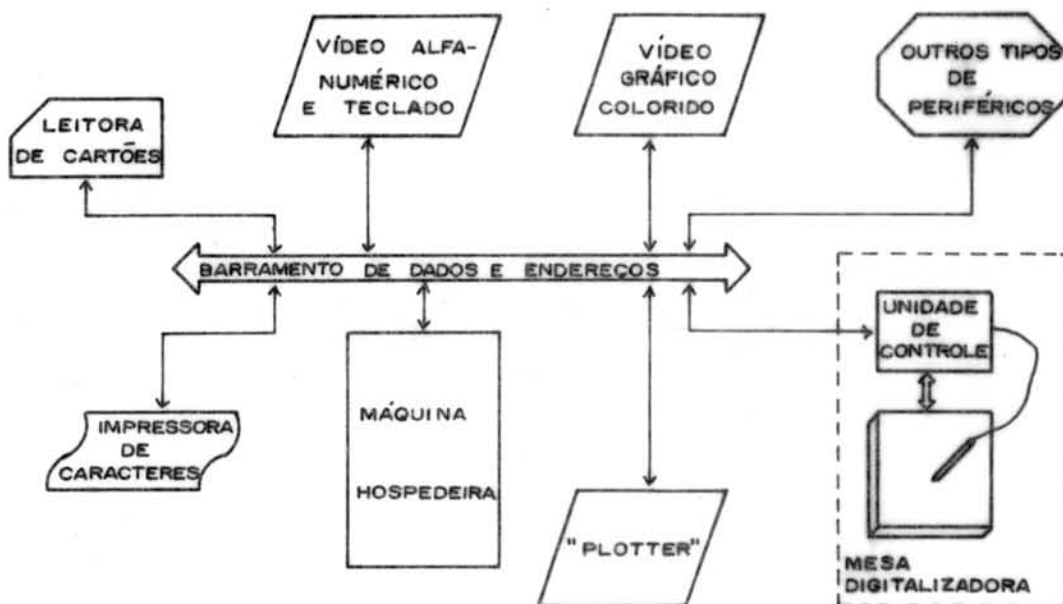 VÍDEO ALFA-
NUMÉRICO
E TECLADO
VÍDEO
GRÁFICO
COLORIDO
OUTROS TIPOS
DE
PERIFÉRICOS
LEITORA
DE CARTÕES
BARRAMENTO DE DADOS E ENDEREÇOS
UNIDADE
DE
CONTROLE
MÁQUINA
HOSPEDEIRA
IMPRESSORA
DE
CARACTERES
"PLOTTER"
MESA
DIGITALIZADORA